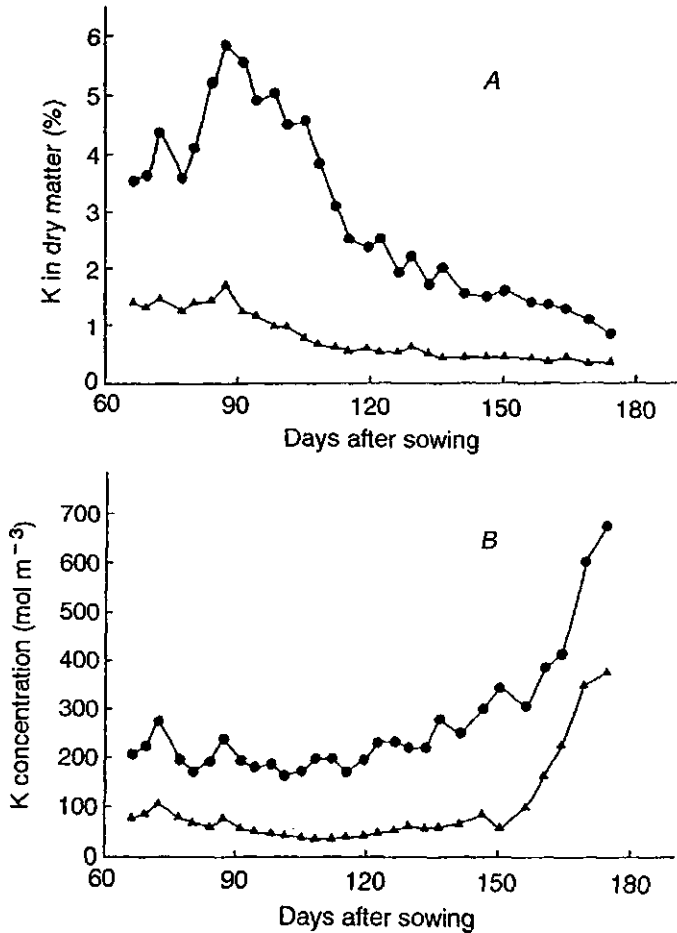 A
K in dry matter (%)
6
5
4
3
2
1
0
60 90 120 150 180
Days after sowing
B
K concentration (mol m⁻³)
700
600
500
400
300
200
100
0
60 90 120 150 180
Days after sowing